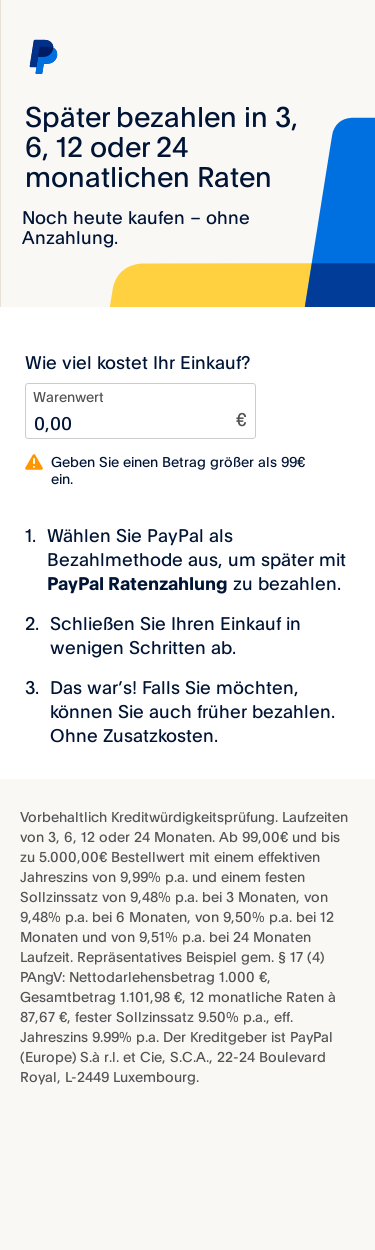 Später bezahlen in 3,
6, 12 oder 24
monatlichen Raten
Noch heute kaufen – ohne
Anzahlung.
Wie viel kostet Ihr Einkauf?
Warenwert
0,00 €
Geben Sie einen Betrag größer als 99€
ein.
1. Wählen Sie PayPal als
Bezahlmethode aus, um später mit
PayPal Ratenzahlung zu bezahlen.
2. Schließen Sie Ihren Einkauf in
wenigen Schritten ab.
3. Das war’s! Falls Sie möchten,
können Sie auch früher bezahlen.
Ohne Zusatzkosten.
Vorbehaltlich Kreditwürdigkeitsprüfung. Laufzeiten
von 3, 6, 12 oder 24 Monaten. Ab 99,00€ und bis
zu 5.000,00€ Bestellwert mit einem effektiven
Jahreszins von 9,99% p.a. und einem festen
Sollzinssatz von 9,48% p.a. bei 3 Monaten, von
9,48% p.a. bei 6 Monaten, von 9,50% p.a. bei 12
Monaten und von 9,51% p.a. bei 24 Monaten
Laufzeit. Repräsentatives Beispiel gem. § 17 (4)
PAngV: Nettodarlehensbetrag 1.000 €,
Gesamtbetrag 1.101,98 €, 12 monatliche Raten à
87,67 €, fester Sollzinssatz 9.50% p.a., eff.
Jahreszins 9.99% p.a. Der Kreditgeber ist PayPal
(Europe) S.à r.l. et Cie, S.C.A., 22-24 Boulevard
Royal, L-2449 Luxembourg.